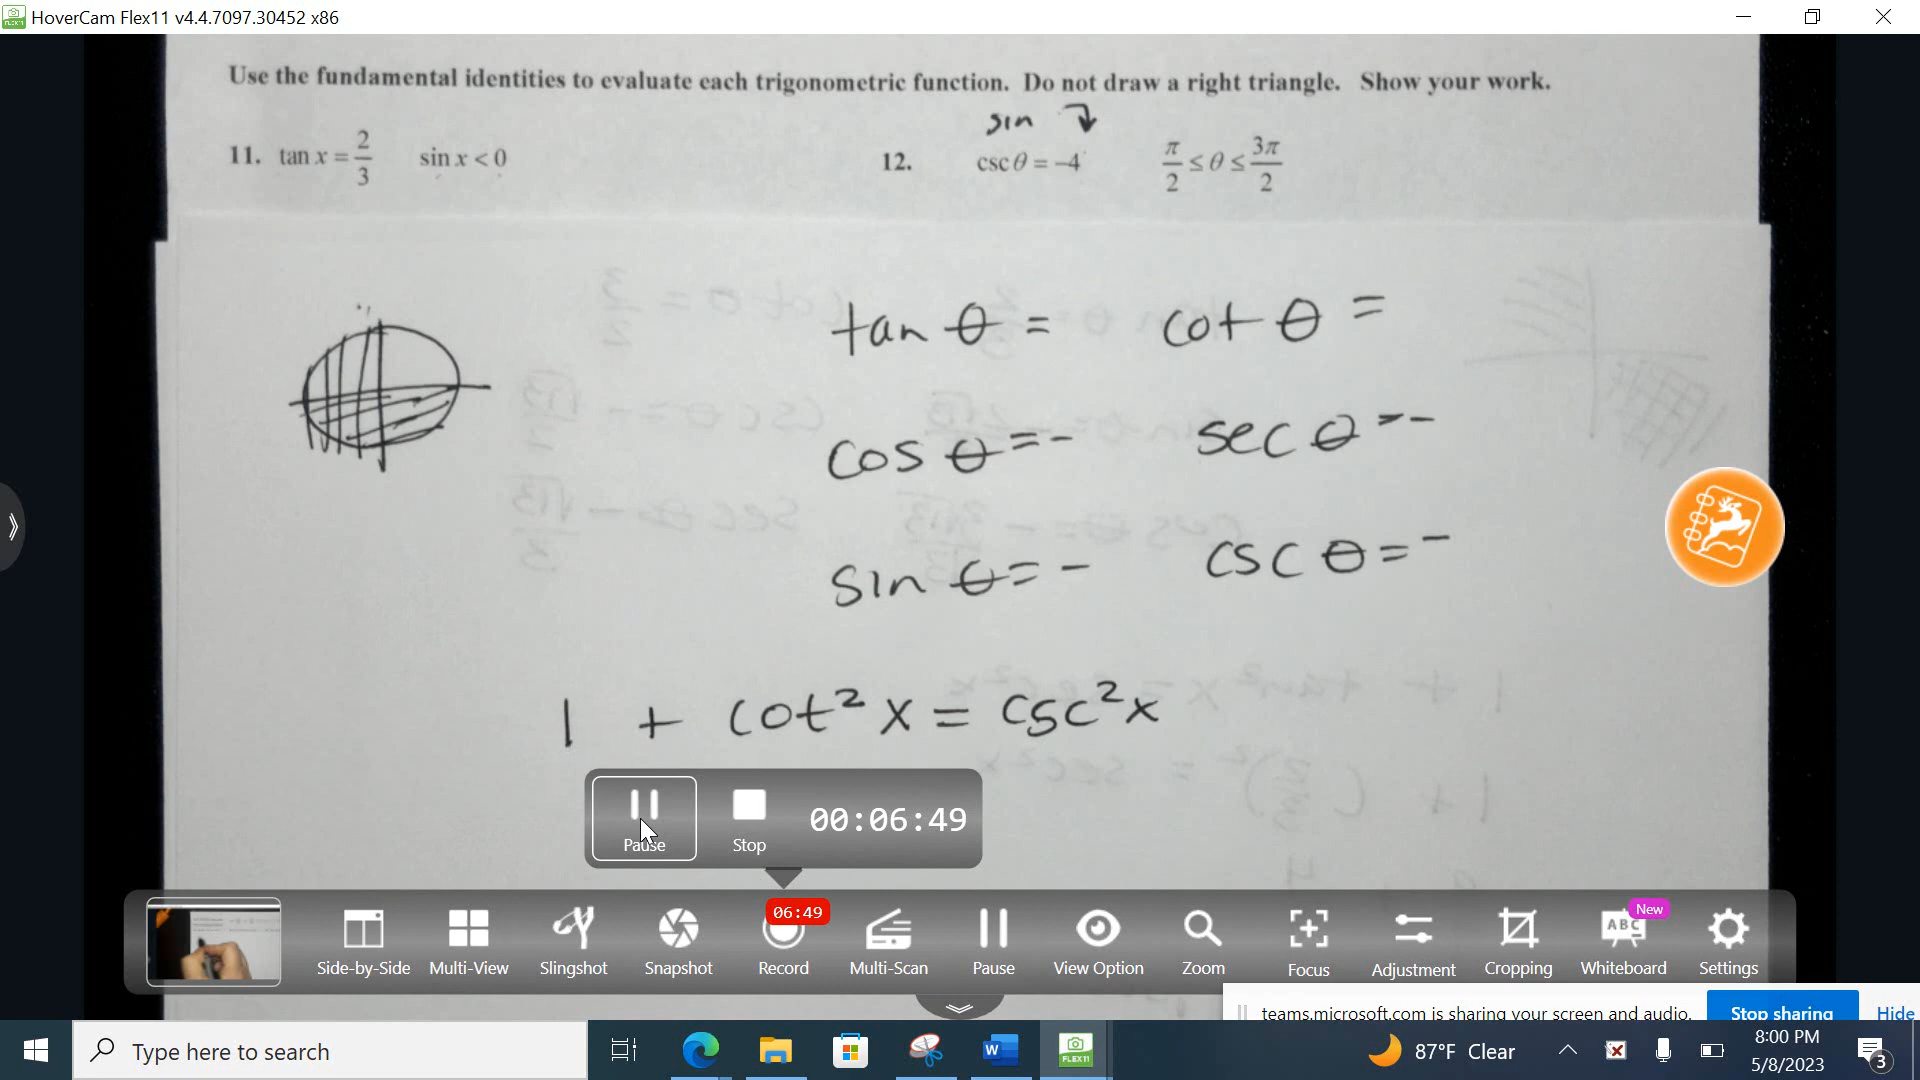 HoverCam Flex11 v4.4.7097.30452 x86
Use the fundamental identities to evaluate each trigonometric function. Do not draw a right triangle. Show your work.
sin
11. tan x = 2/3 sin x < 0
12. csc θ = -4 π/2 ≤ θ ≤ 3π/2
tan θ = cot θ =
cos θ = - sec θ = -
sin θ = - csc θ = -
1 + cot² x = csc² x
Pause
Stop
00:06:49
06:49
New
ABC
Side-by-Side
Multi-View
Slingshot
Snapshot
Record
Multi-Scan
Pause
View Option
Zoom
Focus
Adjustment
Cropping
Whiteboard
Settings
teams.microsoft.com is sharing your screen and audio.
Stop sharing
Hide
Type here to search
W
FLEX11
87°F Clear
8:00 PM
5/8/2023
3